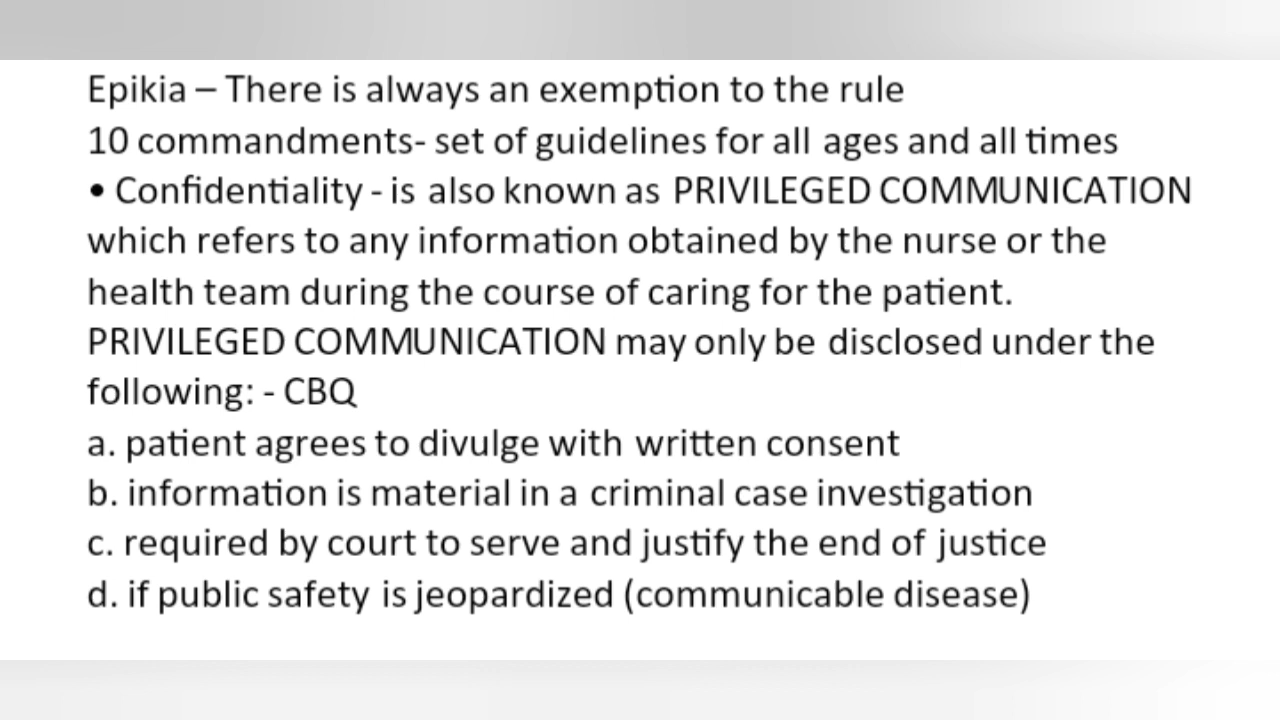 Epikia – There is always an exemption to the rule
10 commandments- set of guidelines for all ages and all times
• Confidentiality - is also known as PRIVILEGED COMMUNICATION
which refers to any information obtained by the nurse or the
health team during the course of caring for the patient.
PRIVILEGED COMMUNICATION may only be disclosed under the
following: - CBQ
a. patient agrees to divulge with written consent
b. information is material in a criminal case investigation
c. required by court to serve and justify the end of justice
d. if public safety is jeopardized (communicable disease)